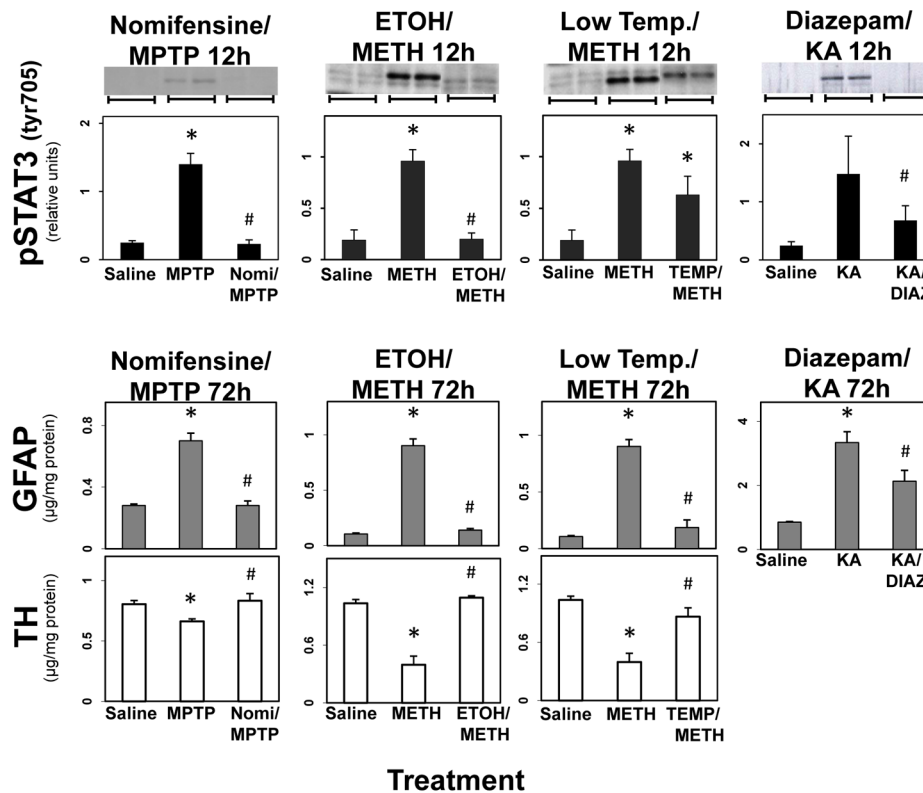 Nomifensine/
MPTP 12h
ETOH/
METH 12h
Low Temp./
METH 12h
Diazepam/
KA 12h
pSTAT3 (tyr705)
(relative units)
2
1
0
*
#
Saline MPTP Nomi/
MPTP
1
0.5
0
*
#
Saline METH ETOH/
METH
1
0.5
0
*
*
Saline METH TEMP/
METH
2
1
0
#
Saline KA KA/
DIAZ
Nomifensine/
MPTP 72h
ETOH/
METH 72h
Low Temp./
METH 72h
Diazepam/
KA 72h
GFAP
(µg/mg protein)
0.8
0.4
0
*
#
1
0.5
0
*
#
1
0.5
0
*
#
4
2
0
*
#
Saline KA KA/
DIAZ
TH
(µg/mg protein)
1
0.5
0
*
#
Saline MPTP Nomi/
MPTP
1.2
0.6
0
*
#
Saline METH ETOH/
METH
1.2
0.6
0
*
#
Saline METH TEMP/
METH
Treatment